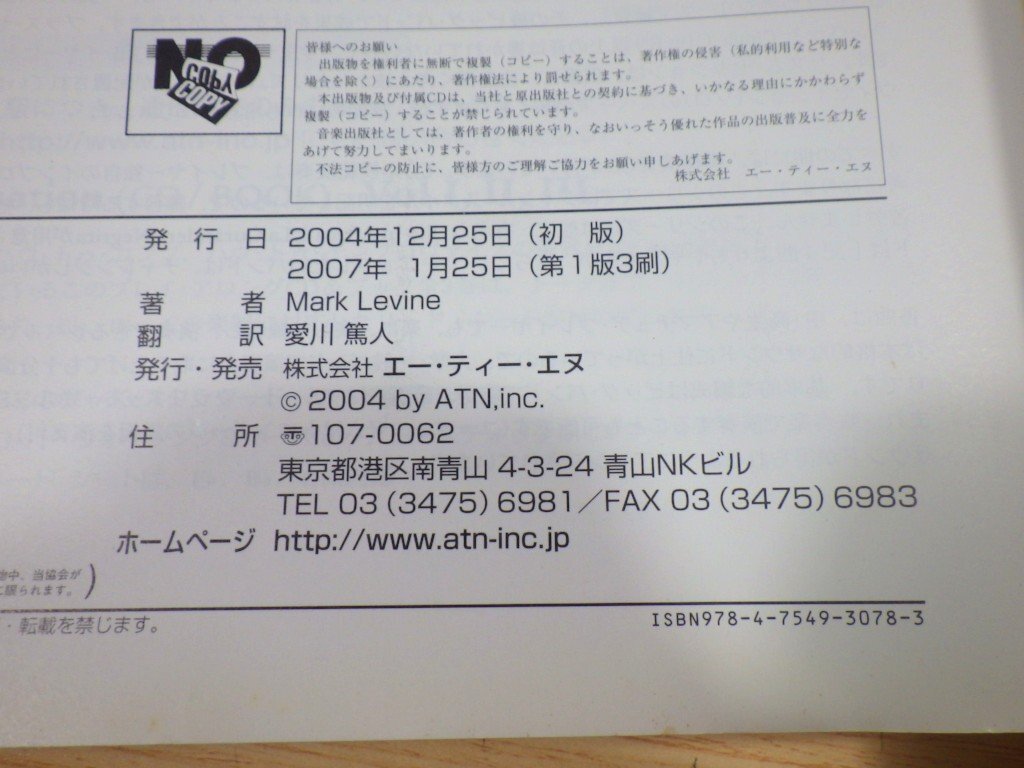 NO
COPY
COPY
皆様へのお願い
出版物を権利者に無断で複製（コピー）することは、著作権の侵害（私的利用など特別な
場合を除く）にあたり、著作権法により罰せられます。
本出版物及び付属CDは、当社と原出版社との契約に基づき、いかなる理由にかかわらず
複製（コピー）することが禁じられています。
音楽出版社としては、著作者の権利を守り、なおいっそう優れた作品の出版普及に全力を
あげて努力してまいります。
不法コピーの防止に、皆様方のご理解ご協力をお願い申しあげます。
株式会社 エー・ティー・エヌ
発行日 2004年12月25日（初 版）
2007年 1月25日（第1版3刷）
著者 Mark Levine
翻訳 愛川 篤人
発行・発売 株式会社 エー・ティー・エヌ
© 2004 by ATN,inc.
住所 〠107-0062
東京都港区南青山 4-3-24 青山NKビル
TEL 03（3475）6981／FAX 03（3475）6983
ホームページ http://www.atn-inc.jp
物中、当協会が
に限られます。)
ISBN978-4-7549-3078-3
・転載を禁じます。